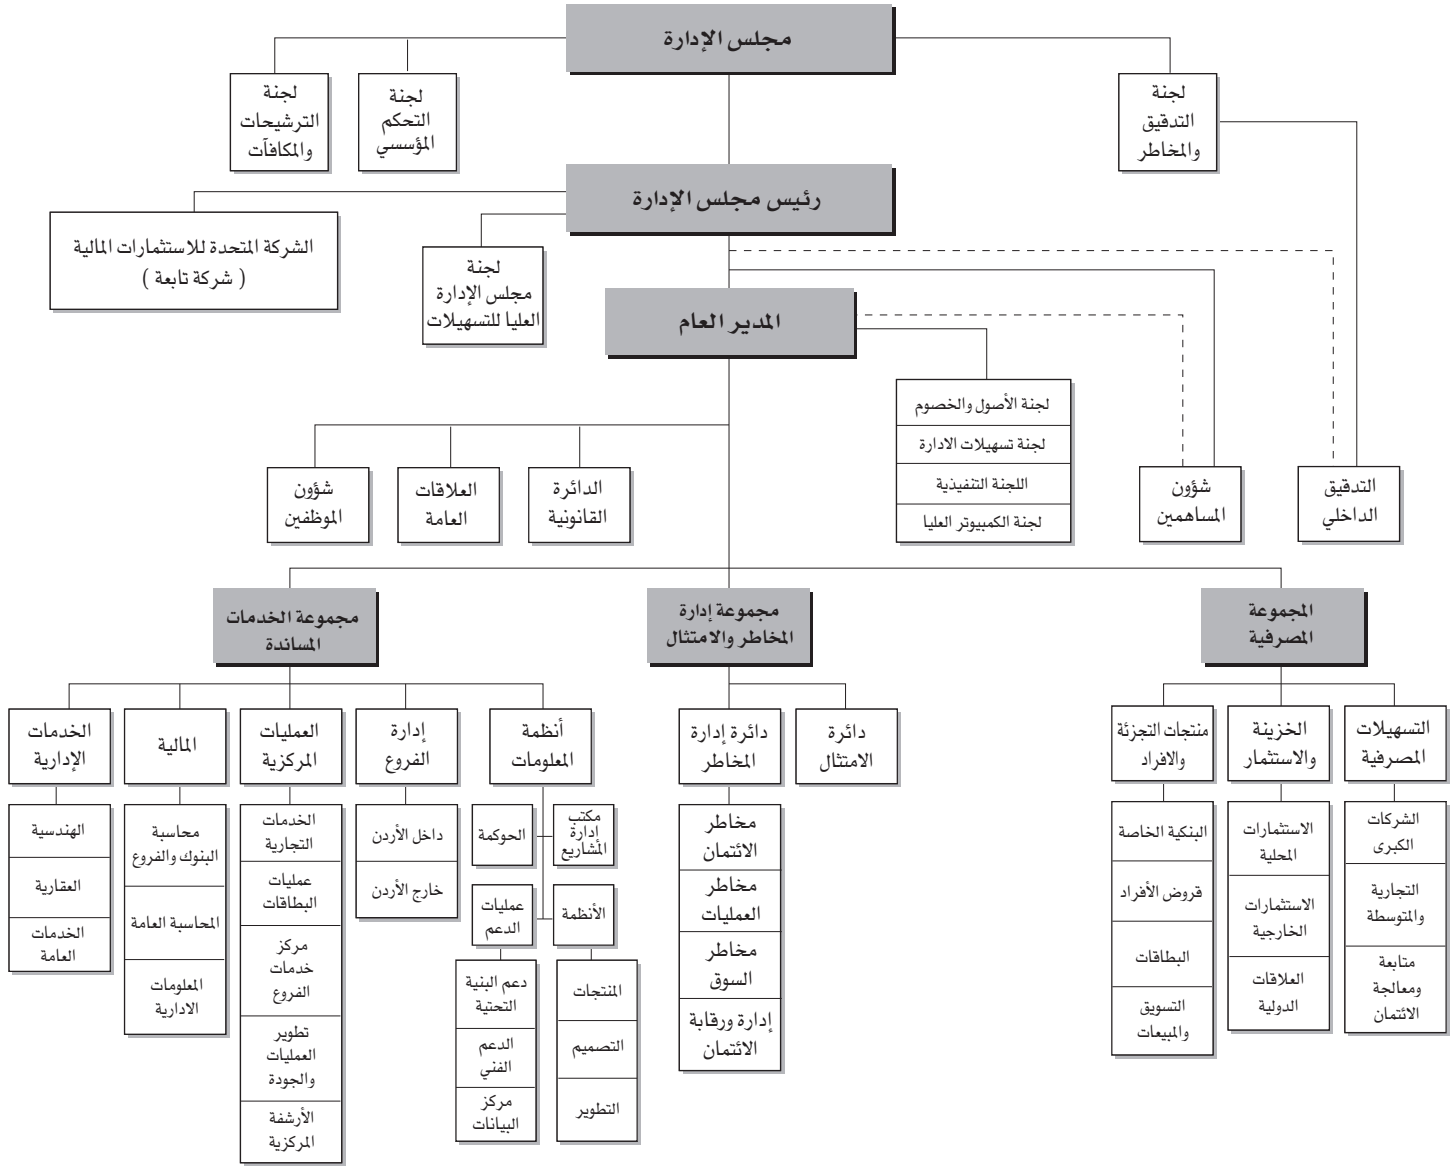 مجلس الإدارة
لجنة
التدقيق
والمخاطر
لجنة
التحكم
المؤسسي
لجنة
الترشيحات
والمكافآت
رئيس مجلس الإدارة
الشركة المتحدة للاستثمارات المالية
( شركة تابعة )
لجنة
مجلس الإدارة
العليا للتسهيلات
المدير العام
لجنة الأصول والخصوم
لجنة تسهيلات الادارة
اللجنة التنفيذية
لجنة الكمبيوتر العليا
التدقيق
الداخلي
شؤون
المساهمين
الدائرة
القانونية
العلاقات
العامة
شؤون
الموظفين
المجموعة
المصرفية
مجموعة إدارة
المخاطر والامتثال
مجموعة الخدمات
المساندة
التسهيلات
المصرفية
الخزينة
والاستثمار
منتجات التجزئة
والافراد
دائرة
الامتثال
دائرة إدارة
المخاطر
أنظمة
المعلومات
إدارة
الفروع
العمليات
المركزية
المالية
الخدمات
الإدارية
الشركات
الكبرى
التجارية
والمتوسطة
متابعة
ومعالجة
الائتمان
الاستثمارات
المحلية
الاستثمارات
الخارجية
العلاقات
الدولية
البنكية الخاصة
قروض الأفراد
البطاقات
التسويق
والمبيعات
مخاطر
الائتمان
مخاطر
العمليات
مخاطر
السوق
إدارة ورقابة
الائتمان
مكتب
إدارة
المشاريع
الحوكمة
الأنظمة
عمليات
الدعم
المنتجات
التصميم
التطوير
دعم البنية
التحتية
الدعم
الفني
مركز
البيانات
داخل الأردن
خارج الأردن
الخدمات
التجارية
عمليات
البطاقات
مركز
خدمات
الفروع
تطوير
العمليات
والجودة
الأرشفة
المركزية
محاسبة
البنوك والفروع
المحاسبة العامة
المعلومات
الادارية
الهندسية
العقارية
الخدمات
العامة